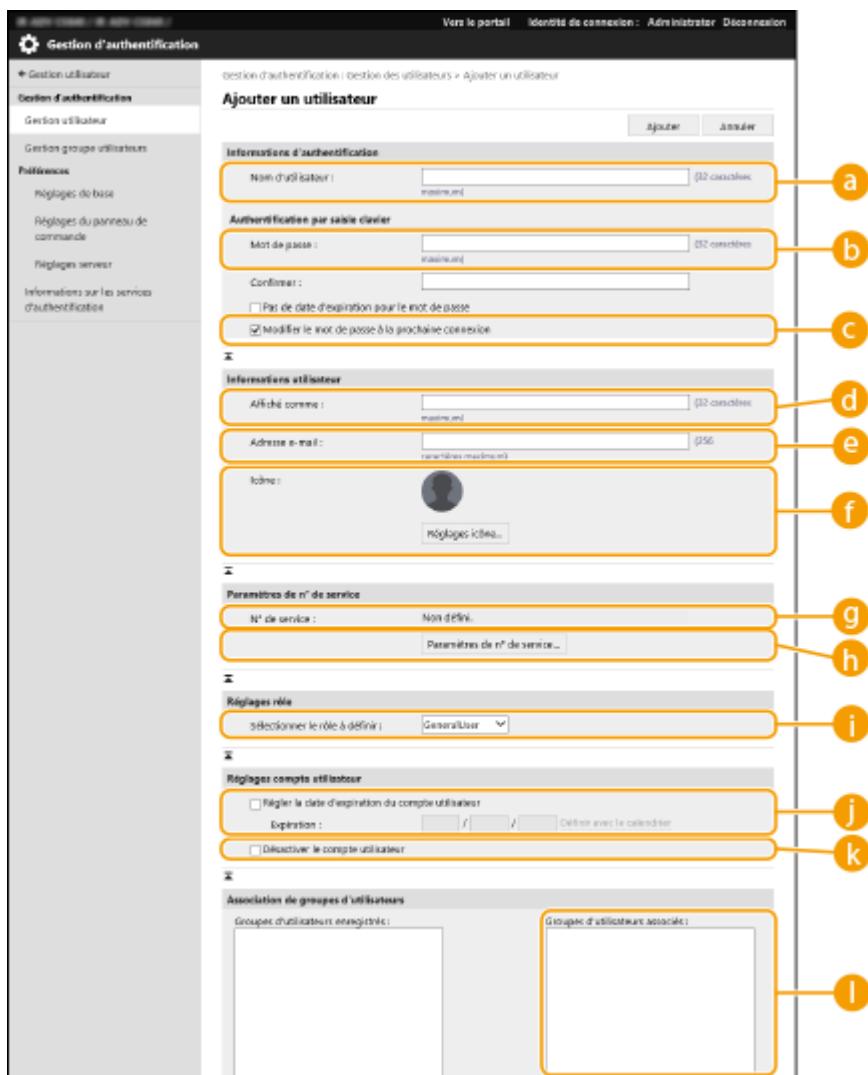 Vers le portail Identité de connexion : Administrator Déconnexion
Gestion d'authentification
Gestion utilisateur
Gestion d'authentification
Gestion utilisateur
Gestion groupe utilisateurs
Préférences
Réglages de base
Réglages du panneau de
commande
Réglages serveur
Informations sur les services
d'authentification
Gestion d'authentification : Gestion des utilisateurs > Ajouter un utilisateur
Ajouter un utilisateur
Ajouter Annuler
Informations d'authentification
Nom d'utilisateur : (32 caractères
maximum)
a
Authentification par saisie clavier
Mot de passe : (32 caractères
maximum)
b
Confirmer :
Pas de date d'expiration pour le mot de passe
Modifier le mot de passe à la prochaine connexion
c
Informations utilisateur
Affiché comme : (32 caractères
maximum)
d
Adresse e-mail : (256
caractères maximum)
e
Icône :
Réglages icône...
f
Paramètres de n° de service
N° de service : Non défini.
g
Paramètres de n° de service...
h
Réglages rôle
Sélectionner le rôle à définir : GeneralUser
i
Réglages compte utilisateur
Régler la date d'expiration du compte utilisateur
Expiration : / / Définir avec le calendrier
j
Désactiver le compte utilisateur
k
Association de groupes d'utilisateurs
Groupes d'utilisateurs enregistrés : Groupes d'utilisateurs associés :
l